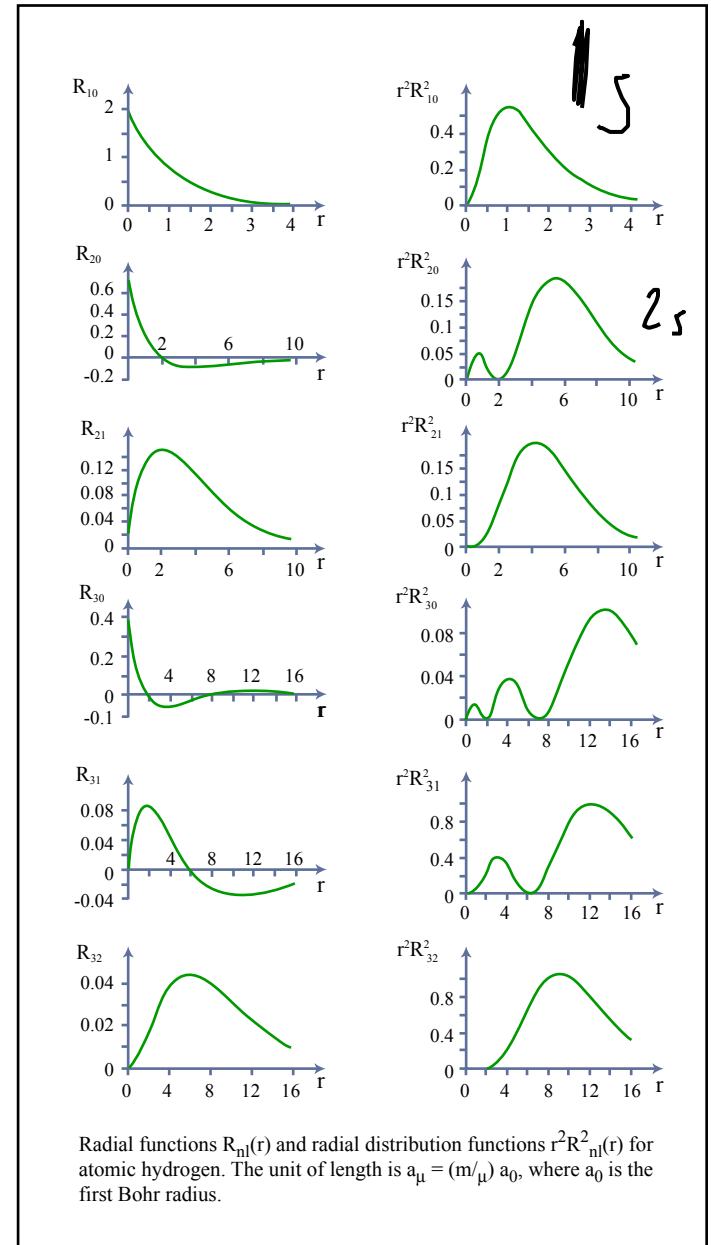 1s
R₁₀
2
1
0
0 1 2 3 4 r
r²R²₁₀
0.4
0.2
0
0 1 2 3 4 r
R₂₀
0.6
0.4
0.2
0
-0.2
2 6 10
r
r²R²₂₀
2s
0.15
0.1
0.05
0
0 2 6 10 r
R₂₁
0.12
0.08
0.04
0
0 2 6 10 r
r²R²₂₁
0.15
0.1
0.05
0
0 2 6 10 r
R₃₀
0.4
0.2
0
-0.1
4 8 12 16
r
r²R²₃₀
0.08
0.04
0
0 4 8 12 16 r
R₃₁
0.08
0.04
0
-0.04
4 8 12 16
r
r²R²₃₁
0.8
0.4
0
0 4 8 12 16 r
R₃₂
0.04
0.02
0
0 4 8 12 16 r
r²R²₃₂
0.8
0.4
0 4 8 12 16 r
Radial functions Rₙₗ(r) and radial distribution functions r²R²ₙₗ(r) for
atomic hydrogen. The unit of length is a_μ = (m/μ) a₀, where a₀ is the
first Bohr radius.